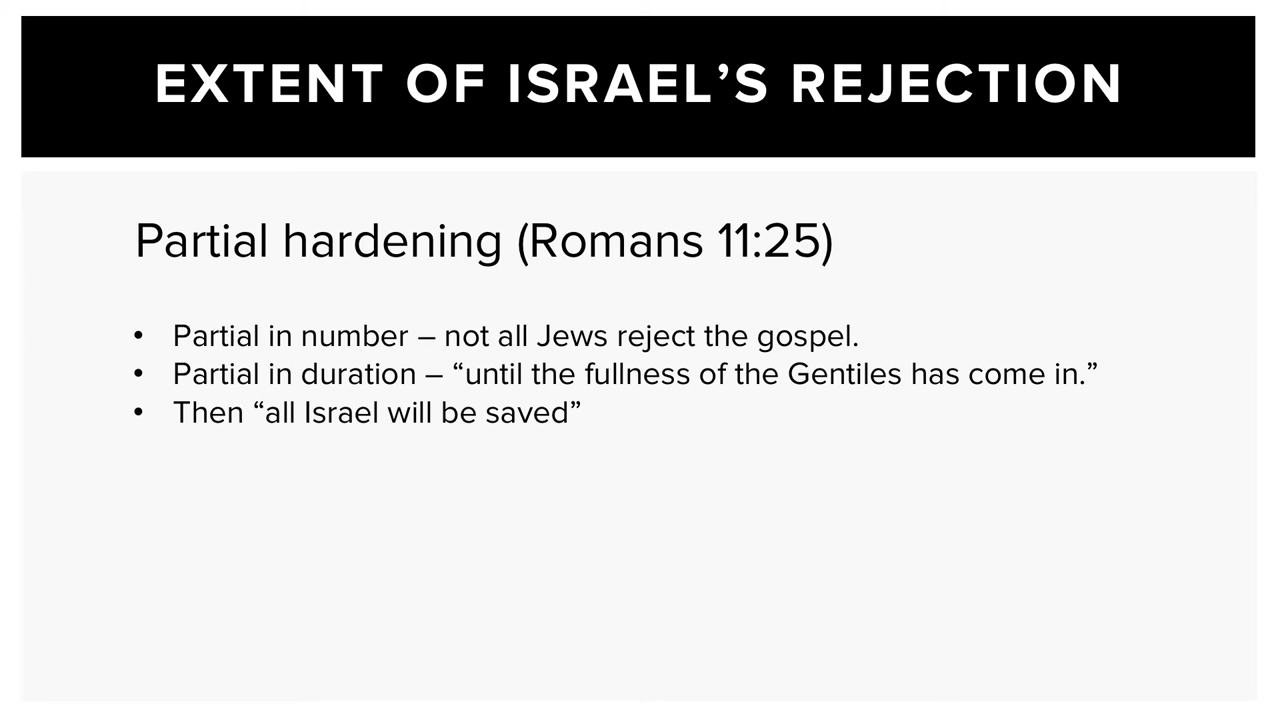 EXTENT OF ISRAEL’S REJECTION
Partial hardening (Romans 11:25)
• Partial in number – not all Jews reject the gospel.
• Partial in duration – “until the fullness of the Gentiles has come in.”
• Then “all Israel will be saved”